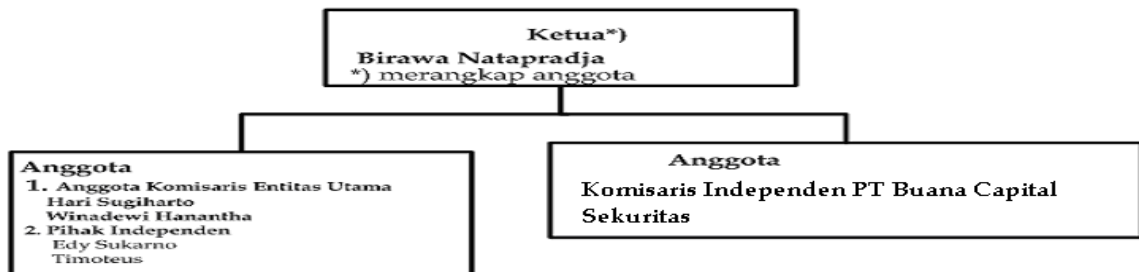 Ketua*)
Birawa Natapradja
*) merangkap anggota
Anggota
1. Anggota Komisaris Entitas Utama
Hari Sugiharto
Winadewi Hanantha
2. Pihak Independen
Edy Sukarno
Timoteus
Anggota
Komisaris Independen PT Buana Capital
Sekuritas